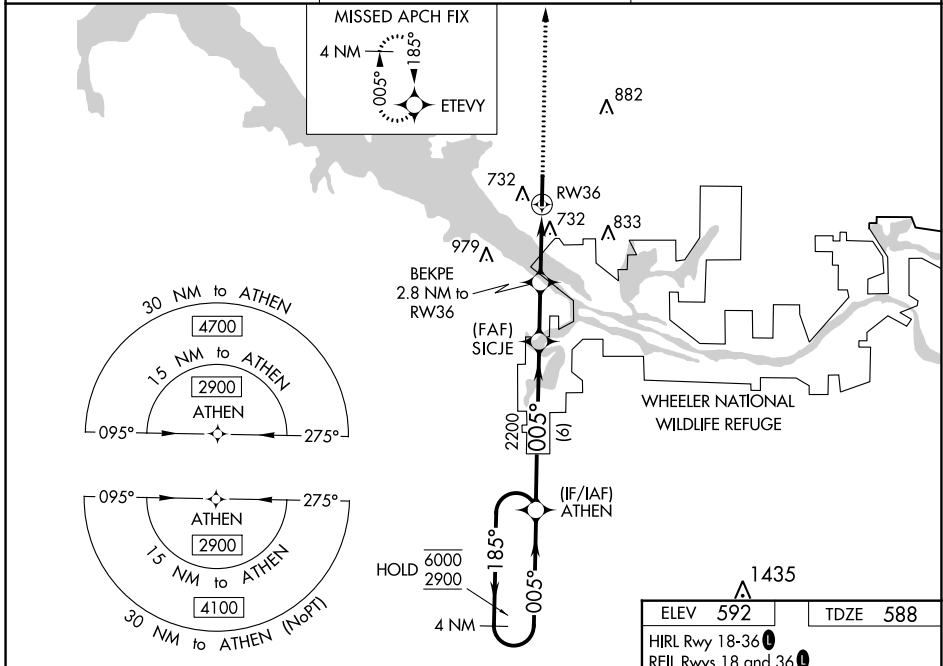 MISSED APCH FIX
4 NM
005°
185°
ETEVY
882
732
RW36
732
833
979
BEKPE
2.8 NM to
RW36
(FAF)
SICJE
30 NM to ATHEN
4700
15 NM to ATHEN
2900
ATHEN
095°
275°
095°
275°
ATHEN
2900
15 NM to ATHEN
4100
30 NM to ATHEN (NoPT)
WHEELER NATIONAL
WILDLIFE REFUGE
2200
005°
(6)
(IF/IAF)
ATHEN
185°
005°
HOLD
6000
2900
4 NM
1435
ELEV 592
TDZE 588
HIRL Rwy 18-36 L
REIL Rwys 18 and 36 L